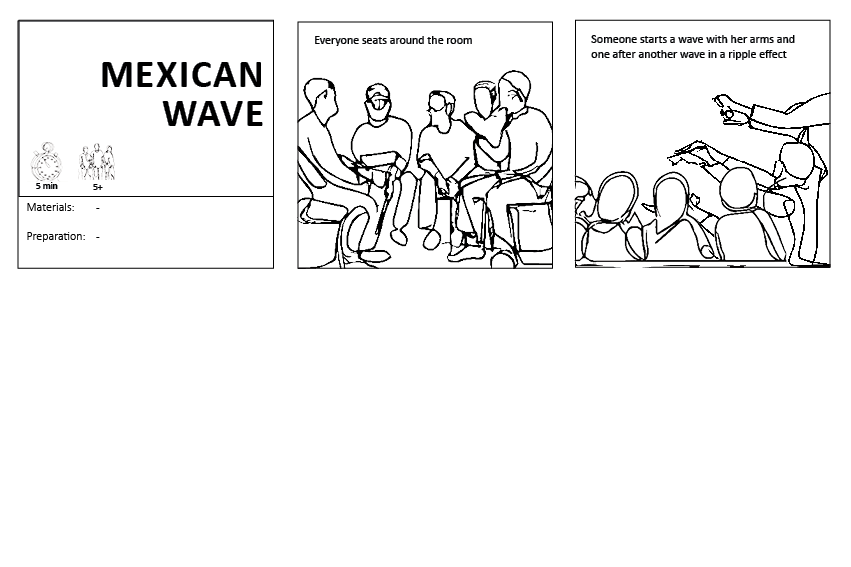 MEXICAN
WAVE
5 min
5+
Materials: -
Preparation: -
Everyone seats around the room
Someone starts a wave with her arms and
one after another wave in a ripple effect